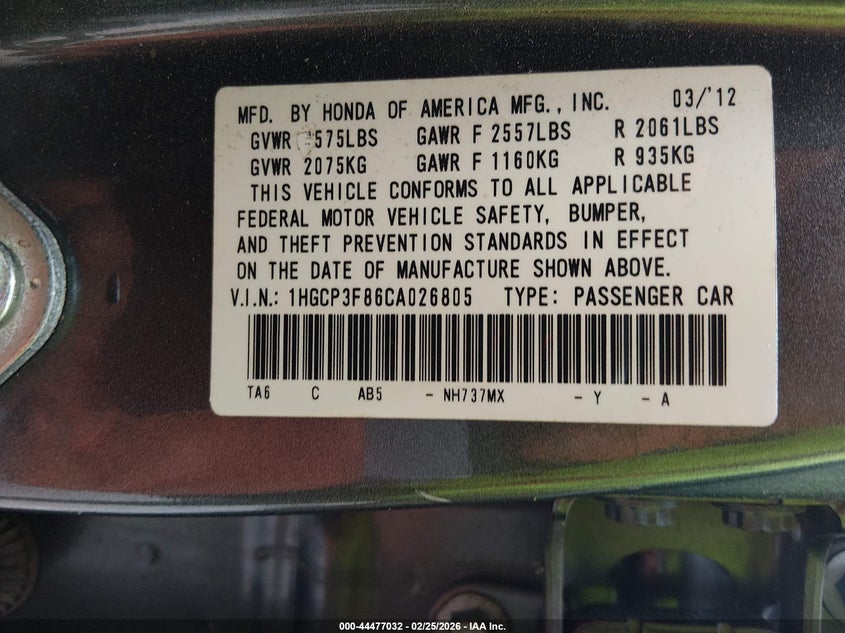 MFD. BY HONDA OF AMERICA MFG., INC. 03/'12
GVWR 575LBS GAWR F 2557LBS R 2061LBS
GVWR 2075KG GAWR F 1160KG R 935KG
THIS VEHICLE CONFORMS TO ALL APPLICABLE
FEDERAL MOTOR VEHICLE SAFETY, BUMPER,
AND THEFT PREVENTION STANDARDS IN EFFECT
ON THE DATE OF MANUFACTURE SHOWN ABOVE.
V.I.N.: 1HGCP3F86CA026805 TYPE: PASSENGER CAR
TA6 C AB5 - NH737MX - Y - A
000-44477032 - 02/25/2026 - IAA Inc.